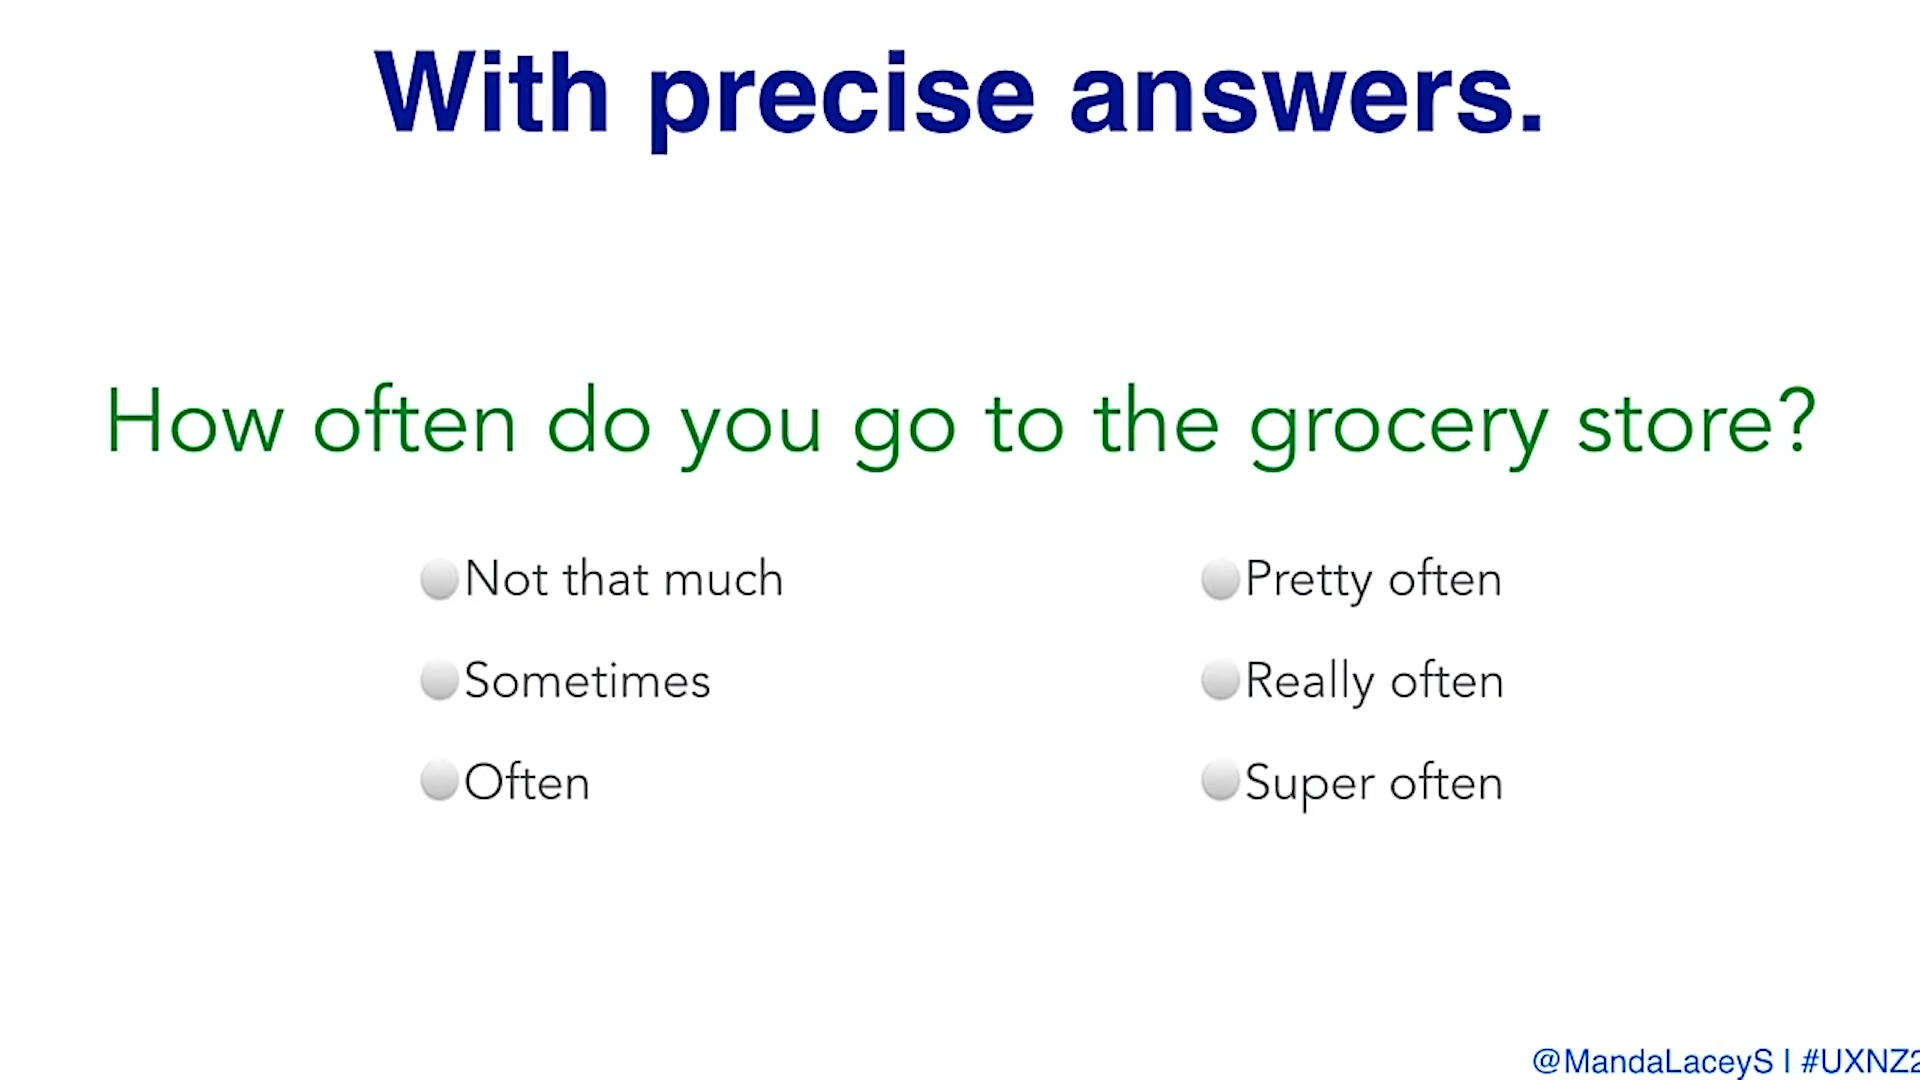 With precise answers.
How often do you go to the grocery store?
Not that much
Sometimes
Often
Pretty often
Really often
Super often
@MandaLaceyS | #UXNZ2